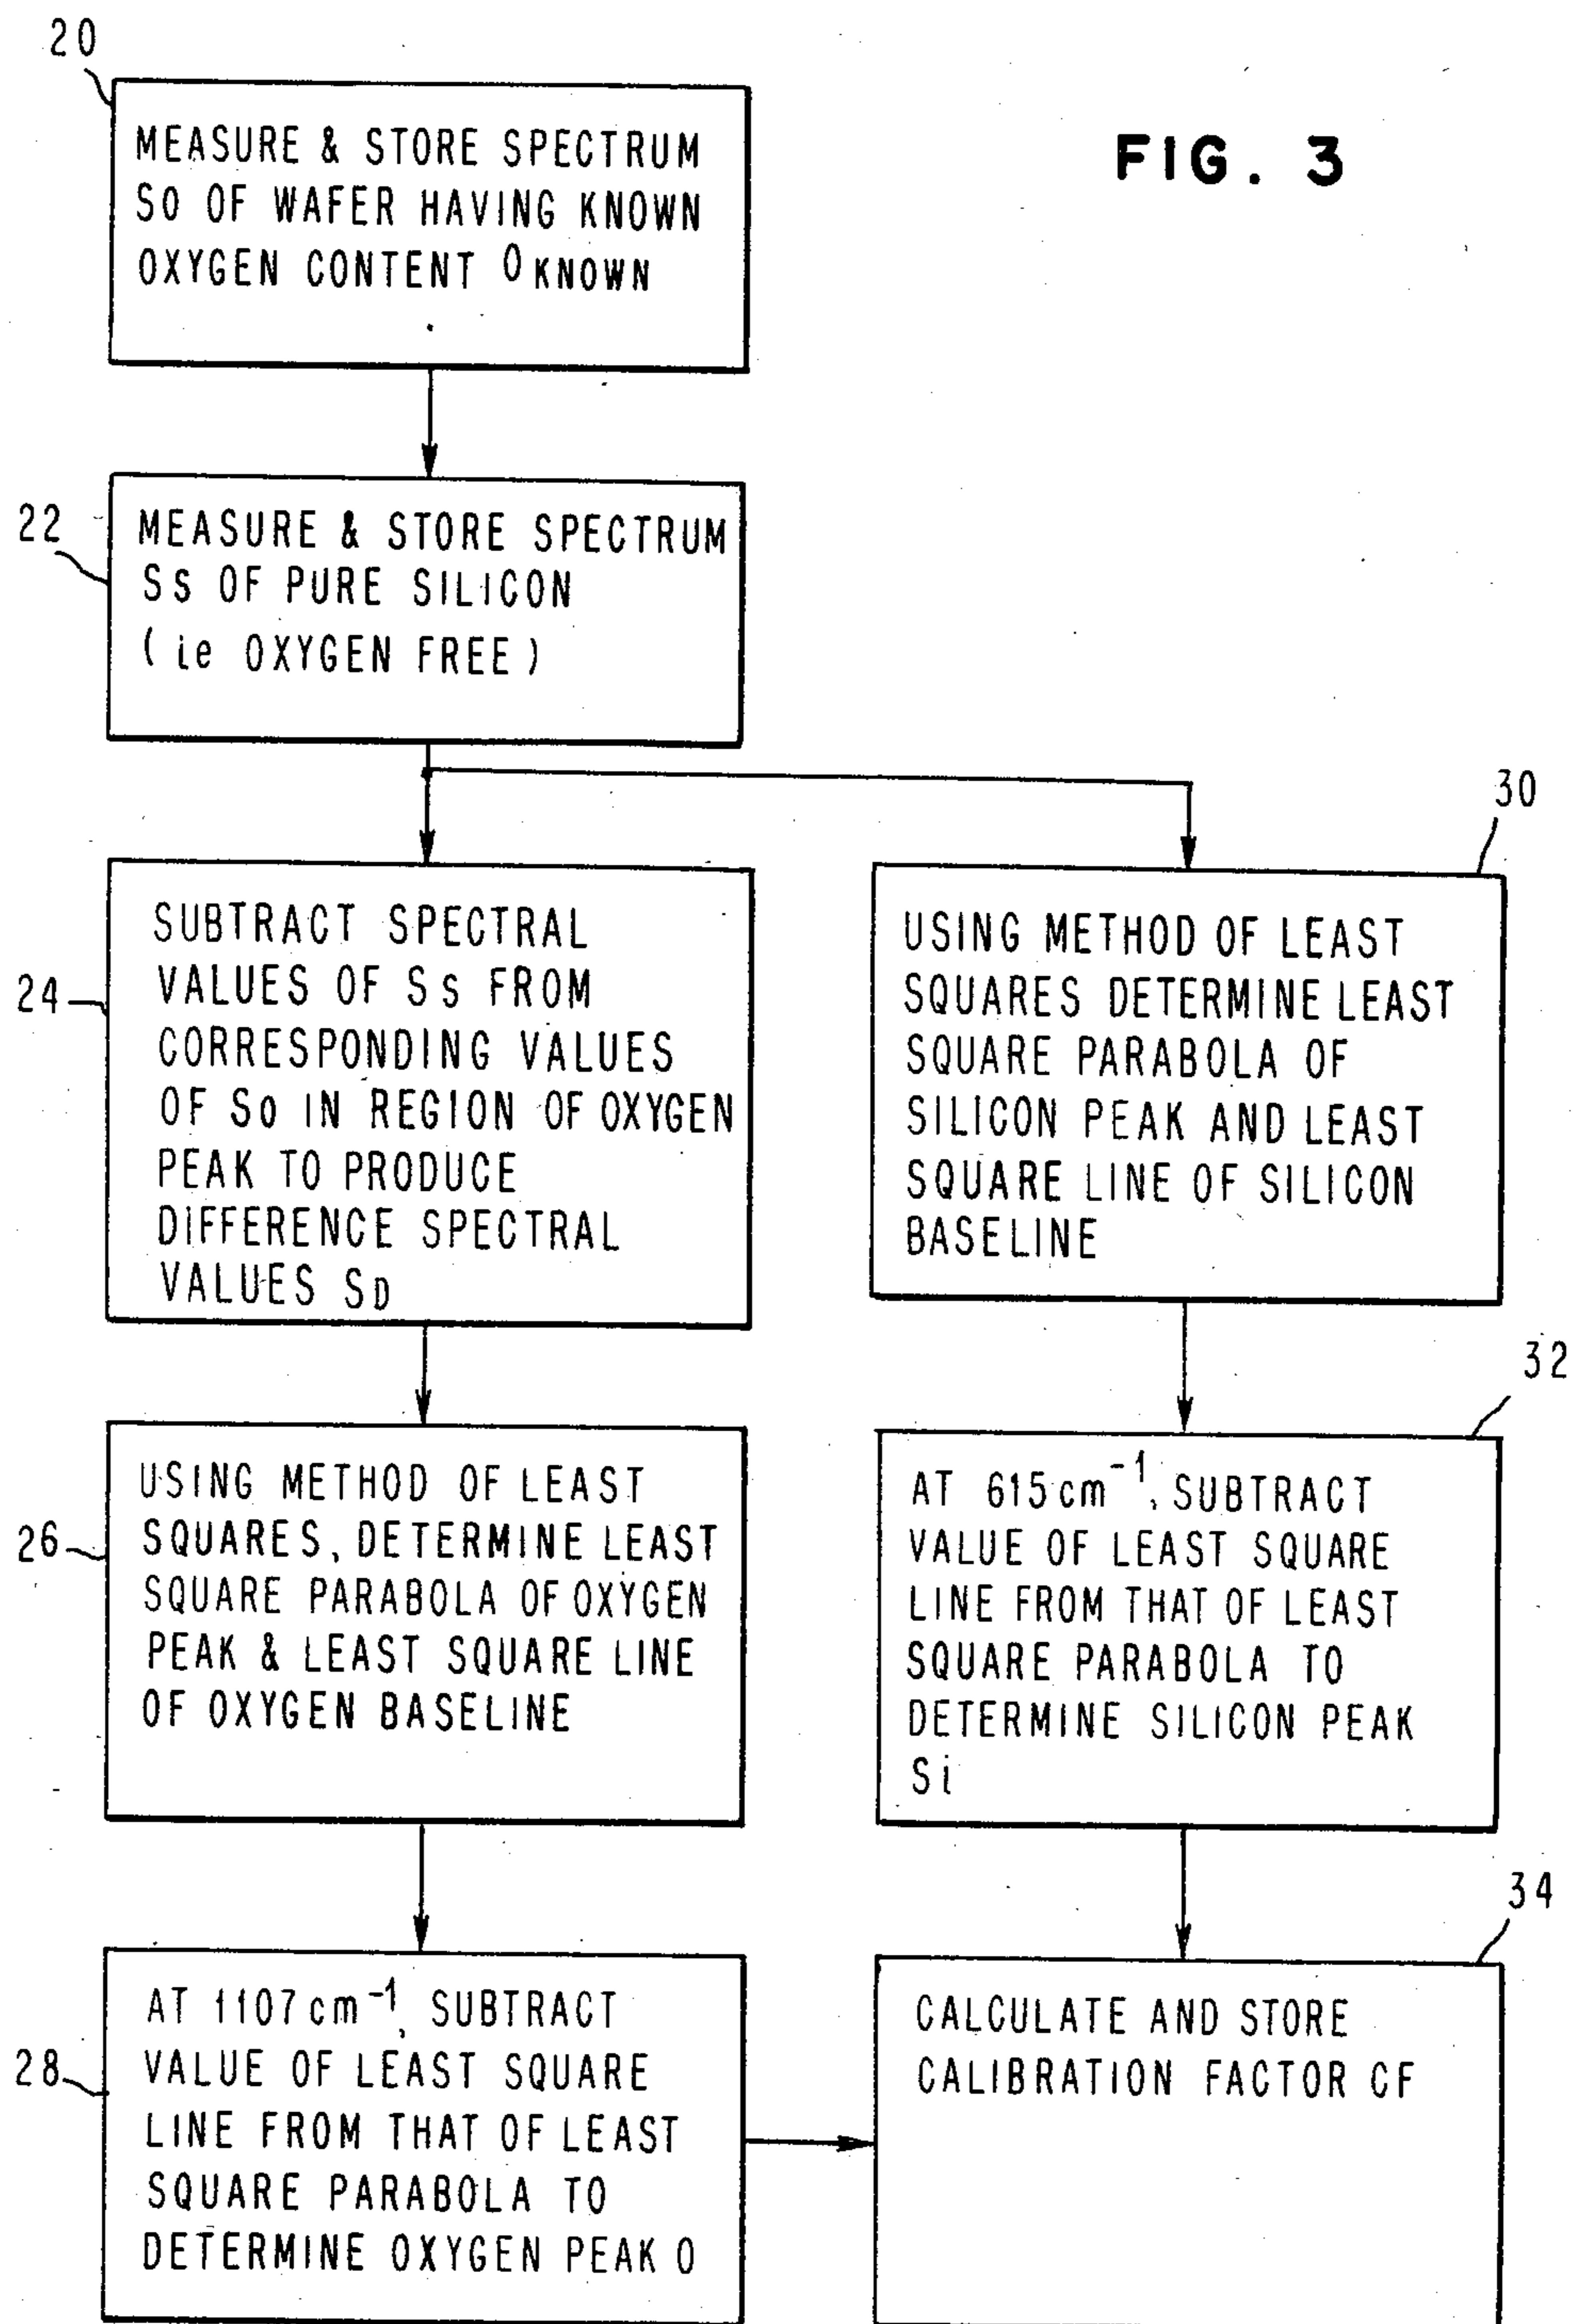 FIG. 3
20
MEASURE & STORE SPECTRUM
SO OF WAFER HAVING KNOWN
OXYGEN CONTENT OKNOWN
22
MEASURE & STORE SPECTRUM
Ss OF PURE SILICON
(ie OXYGEN FREE)
24
SUBTRACT SPECTRAL
VALUES OF Ss FROM
CORRESPONDING VALUES
OF So IN REGION OF OXYGEN
PEAK TO PRODUCE
DIFFERENCE SPECTRAL
VALUES SD
26
USING METHOD OF LEAST
SQUARES, DETERMINE LEAST
SQUARE PARABOLA OF OXYGEN
PEAK & LEAST SQUARE LINE
OF OXYGEN BASELINE
28
AT 1107 cm⁻¹, SUBTRACT
VALUE OF LEAST SQUARE
LINE FROM THAT OF LEAST
SQUARE PARABOLA TO
DETERMINE OXYGEN PEAK O
30
USING METHOD OF LEAST
SQUARES DETERMINE LEAST
SQUARE PARABOLA OF
SILICON PEAK AND LEAST
SQUARE LINE OF SILICON
BASELINE
32
AT 615 cm⁻¹, SUBTRACT
VALUE OF LEAST SQUARE
LINE FROM THAT OF LEAST
SQUARE PARABOLA TO
DETERMINE SILICON PEAK
Si
34
CALCULATE AND STORE
CALIBRATION FACTOR CF